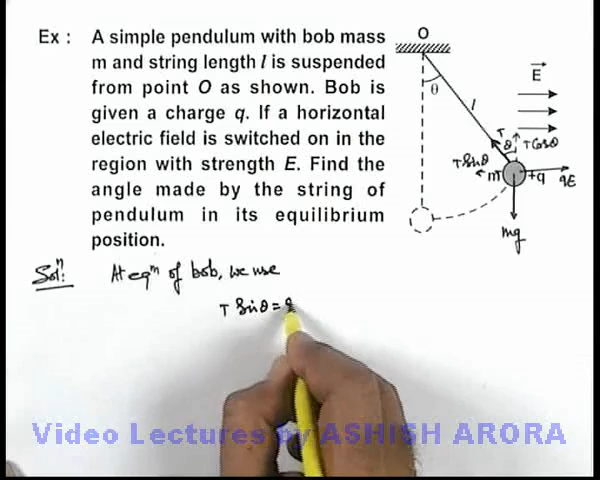 Ex : A simple pendulum with bob mass
m and string length l is suspended
from point O as shown. Bob is
given a charge q. If a horizontal
electric field is switched on in the
region with strength E. Find the
angle made by the string of
pendulum in its equilibrium
position.
O
θ
l
E
T
θ
T Cosθ
T Sinθ
m
+q
qE
mg
Solⁿ:
At eqᵐ of bob, we use
T Sinθ = q
Video Lectures by ASHISH ARORA